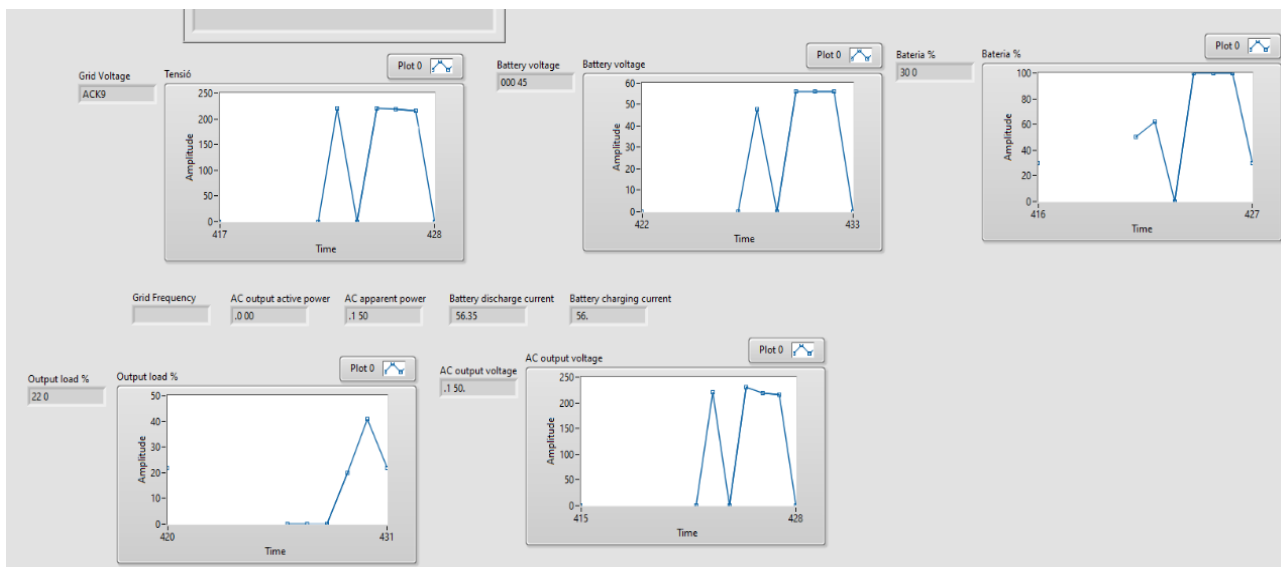 Grid Voltage
ACK9
Tensió
Plot 0
250
200
150
100
50
0
Amplitude
417
428
Time
Battery voltage
000 45
Battery voltage
Plot 0
60
50
40
30
20
10
0
Amplitude
422
433
Time
Bateria %
30 0
Bateria %
Plot 0
100
80
60
40
20
0
Amplitude
416
427
Time
Grid Frequency
AC output active power
.0 00
AC apparent power
.1 50
Battery discharge current
56.35
Battery charging current
56.
Output load %
22 0
Output load %
Plot 0
50
40
30
20
10
0
Amplitude
420
431
Time
AC output voltage
.1 50.
AC output voltage
Plot 0
250
200
150
100
50
0
Amplitude
415
428
Time